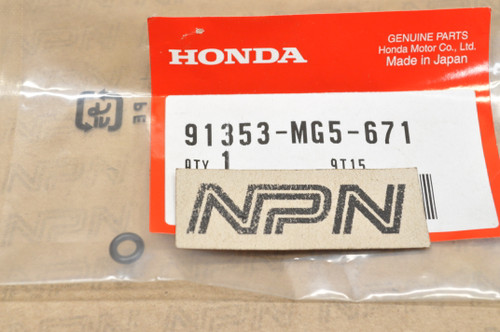 GENUINE PARTS
HONDA
Honda Motor Co., Ltd.
Made in Japan
91353-MG5-671
QTY 1 9T15
NPN